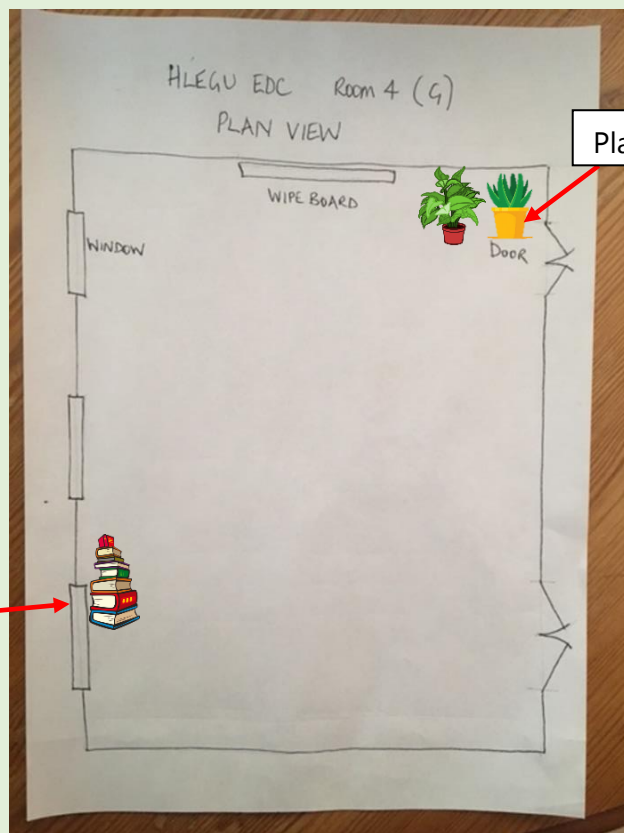 HLEGU EDC Room 4 (G)
PLAN VIEW
Pla
WIPE BOARD
WINDOW
DOOR